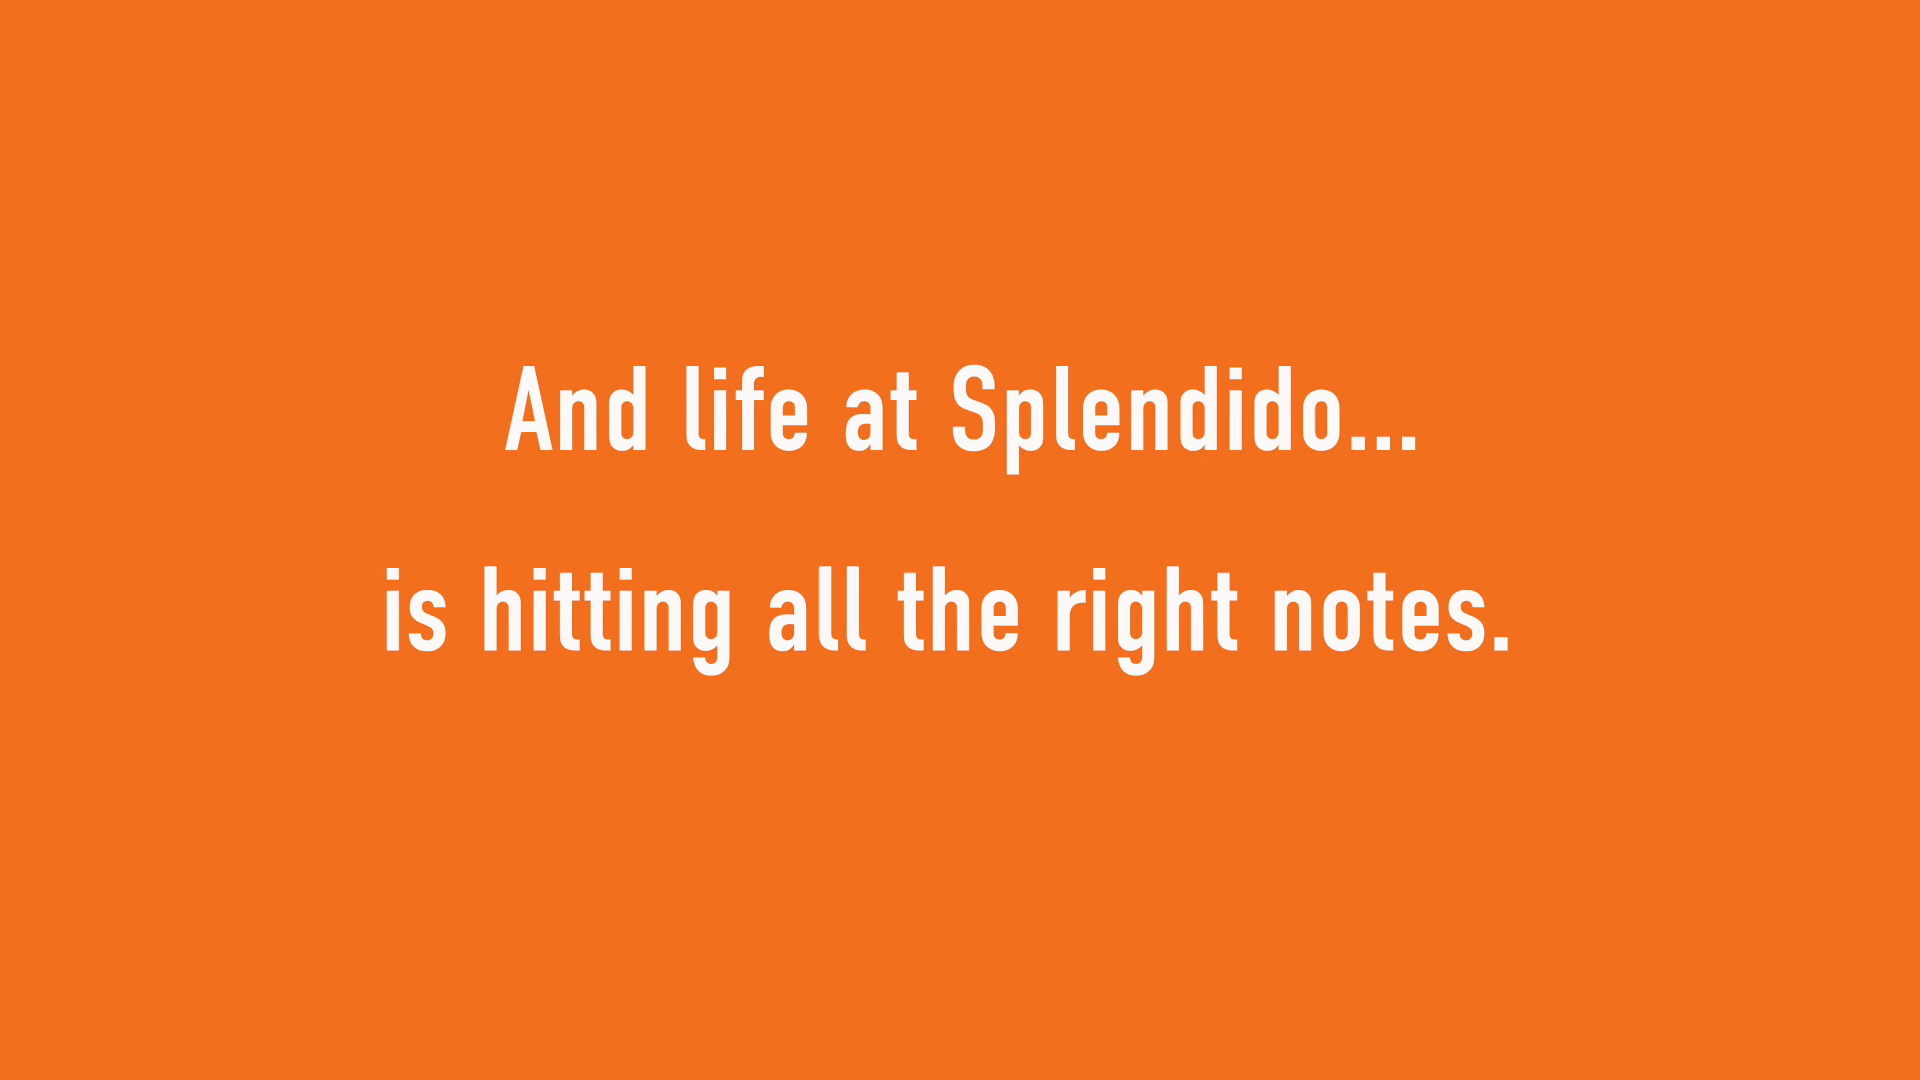 And life at Splendido...
is hitting all the right notes.